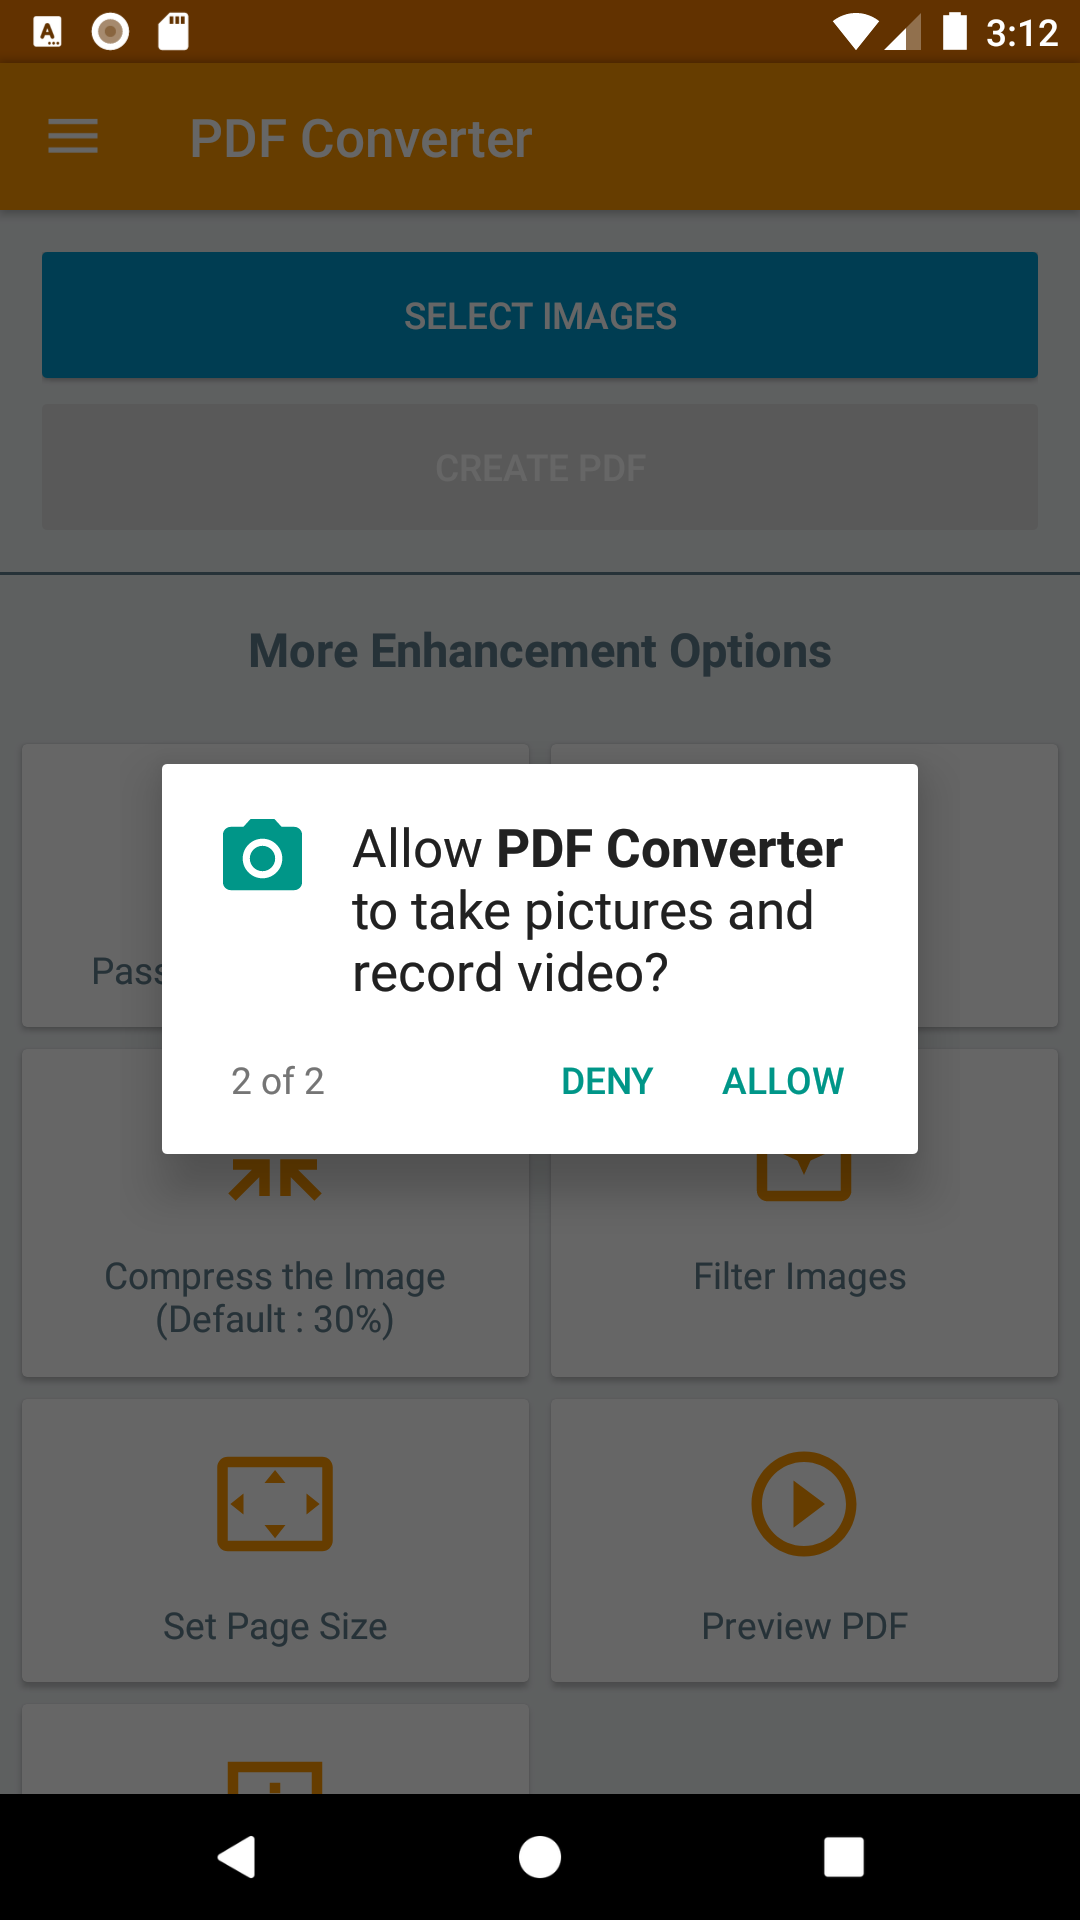 3:12
PDF Converter
SELECT IMAGES
CREATE PDF
More Enhancement Options
Allow PDF Converter
to take pictures and
record video?
2 of 2
DENY
ALLOW
Compress the Image
(Default : 30%)
Filter Images
Set Page Size
Preview PDF